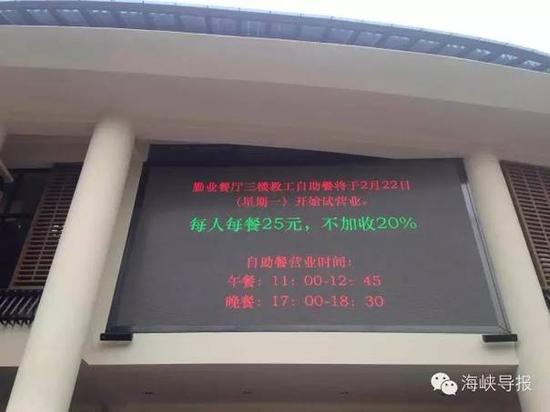 勤业餐厅三楼教工自助餐将于2月22日
（星期一）开始试营业。
每人每餐25元，不加收20%
自助餐营业时间：
午餐：11：00-12：45
晚餐：17：00-18：30
海峡导报